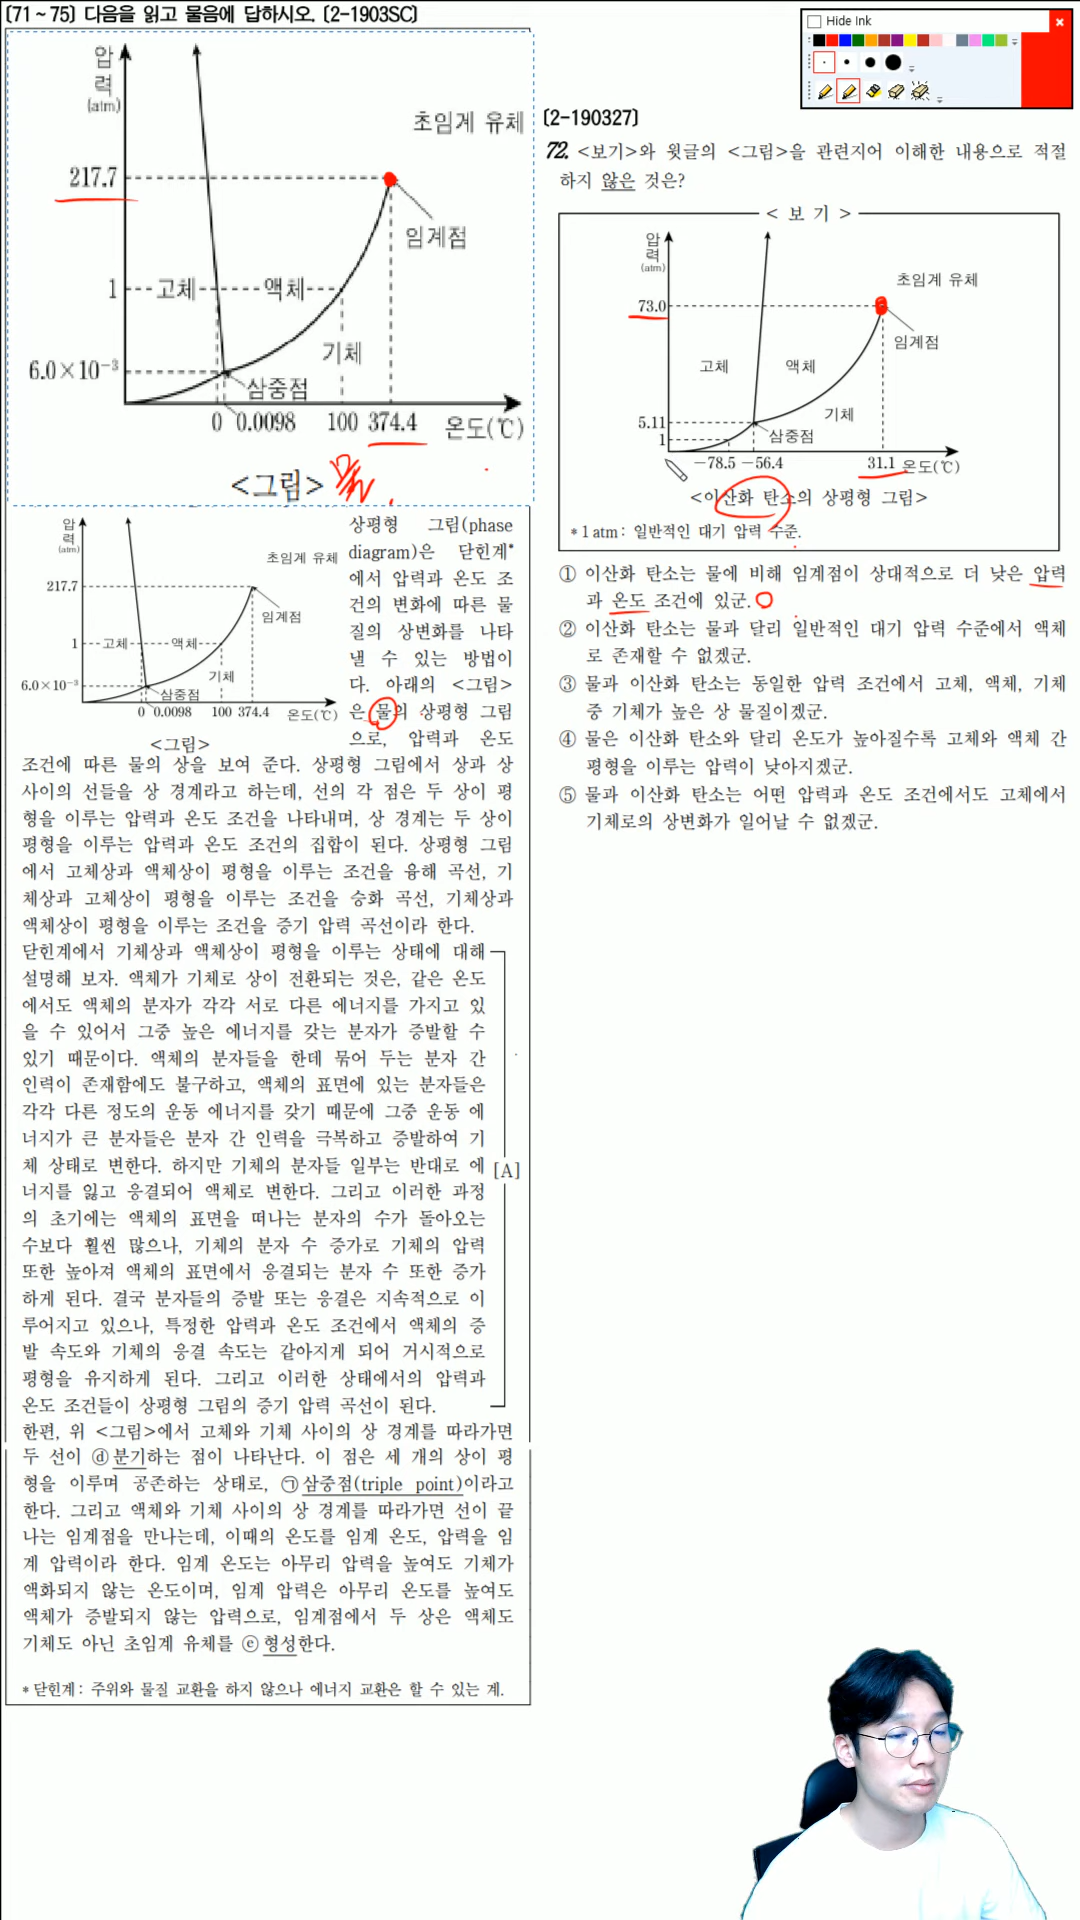 [71～75] 다음을 읽고 물음에 답하시오. [2-1903SC]
압
력
(atm)
초임계 유체
217.7
임계점
1
고체
액체
기체
6.0×10⁻³
삼중점
0 0.0098 100 374.4 온도(℃)
<그림> 물
압
력
(atm)
초임계 유체
217.7
임계점
1
고체
액체
기체
6.0×10⁻³
삼중점
0 0.0098 100 374.4 온도(℃)
<그림>
상평형 그림(phase
diagram)은 닫힌계*
에서 압력과 온도 조
건의 변화에 따른 물
질의 상변화를 나타
낼 수 있는 방법이
다. 아래의 <그림>
은 물의 상평형 그림
으로, 압력과 온도
조건에 따른 물의 상을 보여 준다. 상평형 그림에서 상과 상
사이의 선들을 상 경계라고 하는데, 선의 각 점은 두 상이 평
형을 이루는 압력과 온도 조건을 나타내며, 상 경계는 두 상이
평형을 이루는 압력과 온도 조건의 집합이 된다. 상평형 그림
에서 고체상과 액체상이 평형을 이루는 조건을 융해 곡선, 기
체상과 고체상이 평형을 이루는 조건을 승화 곡선, 기체상과
액체상이 평형을 이루는 조건을 증기 압력 곡선이라 한다.
닫힌계에서 기체상과 액체상이 평형을 이루는 상태에 대해
설명해 보자. 액체가 기체로 상이 전환되는 것은, 같은 온도
에서도 액체의 분자가 각각 서로 다른 에너지를 가지고 있
을 수 있어서 그중 높은 에너지를 갖는 분자가 증발할 수
있기 때문이다. 액체의 분자들을 한데 묶어 두는 분자 간
인력이 존재함에도 불구하고, 액체의 표면에 있는 분자들은
각각 다른 정도의 운동 에너지를 갖기 때문에 그중 운동 에
너지가 큰 분자들은 분자 간 인력을 극복하고 증발하여 기
체 상태로 변한다. 하지만 기체의 분자들 일부는 반대로 에
[A]
너지를 잃고 응결되어 액체로 변한다. 그리고 이러한 과정
의 초기에는 액체의 표면을 떠나는 분자의 수가 돌아오는
수보다 훨씬 많으나, 기체의 분자 수 증가로 기체의 압력
또한 높아져 액체의 표면에서 응결되는 분자 수 또한 증가
하게 된다. 결국 분자들의 증발 또는 응결은 지속적으로 이
루어지고 있으나, 특정한 압력과 온도 조건에서 액체의 증
발 속도와 기체의 응결 속도는 같아지게 되어 거시적으로
평형을 유지하게 된다. 그리고 이러한 상태에서의 압력과
온도 조건들이 상평형 그림의 증기 압력 곡선이 된다.
한편, 위 <그림>에서 고체와 기체 사이의 상 경계를 따라가면
두 선이 ⓓ분기하는 점이 나타난다. 이 점은 세 개의 상이 평
형을 이루며 공존하는 상태로, ㉠삼중점(triple point)이라고
한다. 그리고 액체와 기체 사이의 상 경계를 따라가면 선이 끝
나는 임계점을 만나는데, 이때의 온도를 임계 온도, 압력을 임
계 압력이라 한다. 임계 온도는 아무리 압력을 높여도 기체가
액화되지 않는 온도이며, 임계 압력은 아무리 온도를 높여도
액체가 증발되지 않는 압력으로, 임계점에서 두 상은 액체도
기체도 아닌 초임계 유체를 ⓔ형성한다.
* 닫힌계: 주위와 물질 교환을 하지 않으나 에너지 교환은 할 수 있는 계.
Hide Ink
[2-190327]
72. <보기>와 윗글의 <그림>을 관련지어 이해한 내용으로 적절
하지 않은 것은?
< 보 기 >
압
력
(atm)
초임계 유체
73.0
임계점
고체
액체
기체
5.11
삼중점
1
-78.5 -56.4 31.1 온도(℃)
<이산화 탄소의 상평형 그림>
* 1 atm: 일반적인 대기 압력 수준.
① 이산화 탄소는 물에 비해 임계점이 상대적으로 더 낮은 압력
과 온도 조건에 있군.
② 이산화 탄소는 물과 달리 일반적인 대기 압력 수준에서 액체
로 존재할 수 없겠군.
③ 물과 이산화 탄소는 동일한 압력 조건에서 고체, 액체, 기체
중 기체가 높은 상 물질이겠군.
④ 물은 이산화 탄소와 달리 온도가 높아질수록 고체와 액체 간
평형을 이루는 압력이 낮아지겠군.
⑤ 물과 이산화 탄소는 어떤 압력과 온도 조건에서도 고체에서
기체로의 상변화가 일어날 수 없겠군.